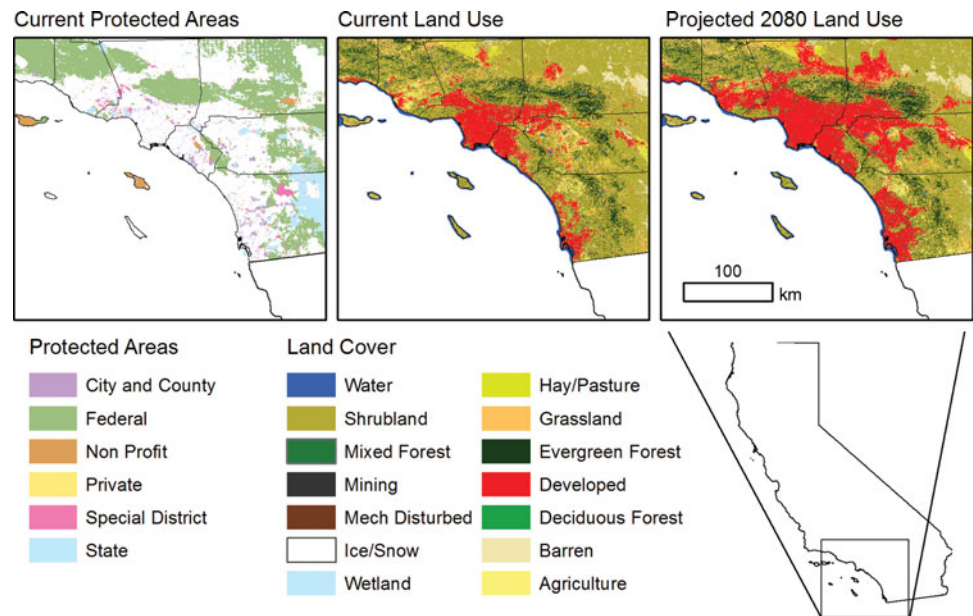 Current Protected Areas
Current Land Use
Projected 2080 Land Use
100
km
Protected Areas
City and County
Federal
Non Profit
Private
Special District
State
Land Cover
Water
Shrubland
Mixed Forest
Mining
Mech Disturbed
Ice/Snow
Wetland
Hay/Pasture
Grassland
Evergreen Forest
Developed
Deciduous Forest
Barren
Agriculture